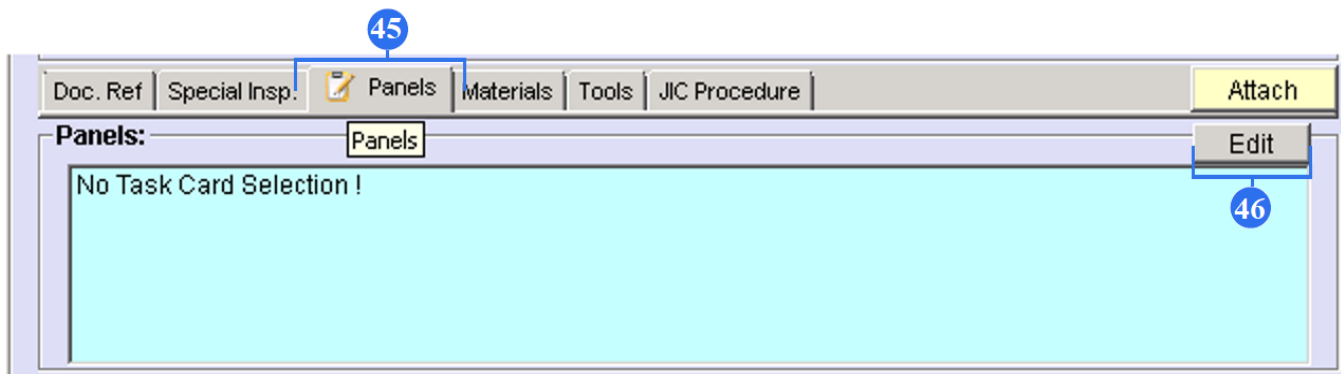 45
Doc. Ref Special Insp. Panels Materials Tools JIC Procedure Attach
Panels: Panels Edit
No Task Card Selection !
46